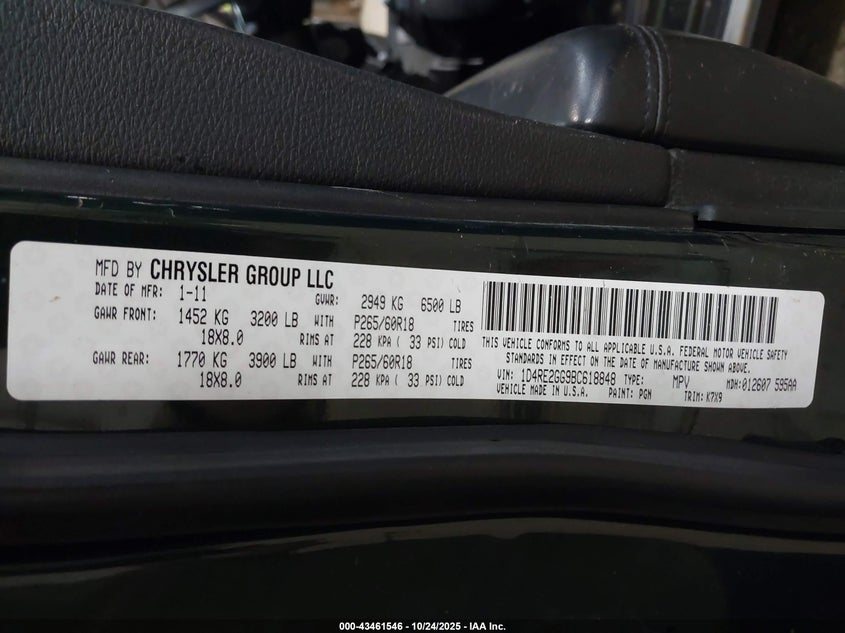 MFD BY CHRYSLER GROUP LLC
DATE OF MFR: 1-11 GVWR: 2949 KG 6500 LB
GAWR FRONT: 1452 KG 3200 LB WITH P265/60R18 TIRES
18X8.0 RIMS AT 228 KPA ( 33 PSI) COLD
GAWR REAR: 1770 KG 3900 LB WITH P265/60R18 TIRES
18X8.0 RIMS AT 228 KPA ( 33 PSI) COLD
THIS VEHICLE CONFORMS TO ALL APPLICABLE U.S.A. FEDERAL MOTOR VEHICLE SAFETY
STANDARDS IN EFFECT ON THE DATE OF MANUFACTURE SHOWN ABOVE.
VIN: 1D4RE2GG9BC618848 TYPE: MPV MDH: 012607 595AA
VEHICLE MADE IN U.S.A. PAINT: PGN TRIM: K7X9
000-43461546 - 10/24/2025 - IAA Inc.